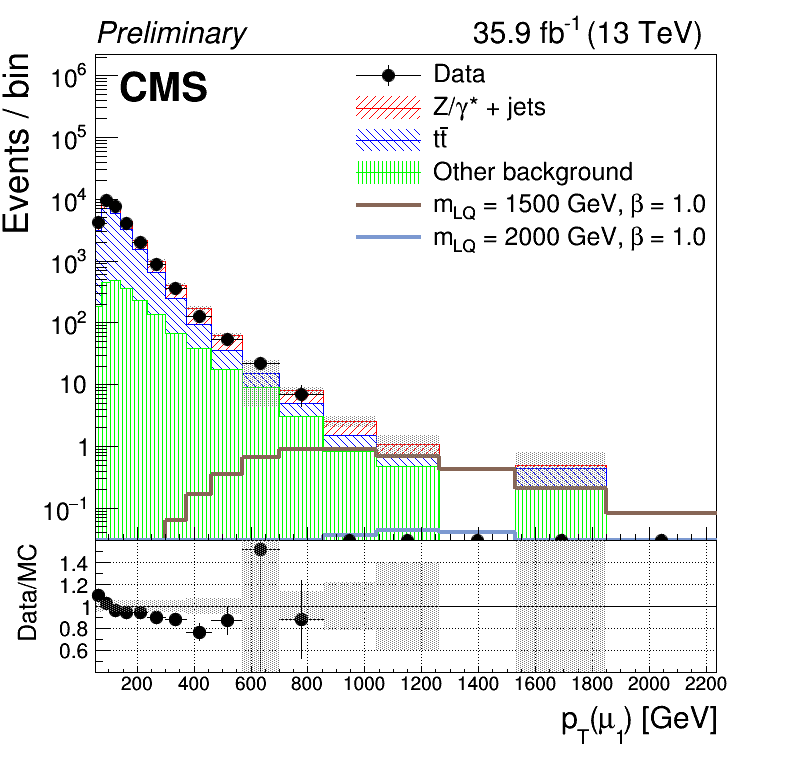 Preliminary 35.9 fb⁻¹ (13 TeV)
CMS
Events / bin
10⁶
10⁵
10⁴
10³
10²
10
1
10⁻¹
Data
Z/γ* + jets
tt̄
Other background
m_LQ = 1500 GeV, β = 1.0
m_LQ = 2000 GeV, β = 1.0
Data/MC
1.4
1.2
1
0.8
0.6
200 400 600 800 1000 1200 1400 1600 1800 2000 2200
p_T(μ₁) [GeV]